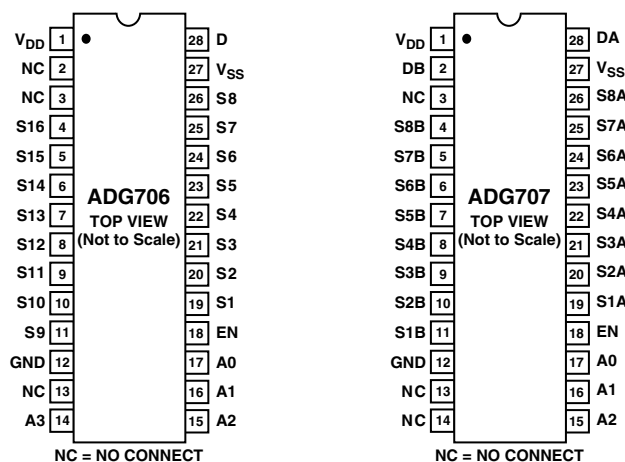 VDD 1 28 D
NC 2 27 VSS
NC 3 26 S8
S16 4 25 S7
S15 5 24 S6
S14 6 23 S5
S13 7 22 S4
S12 8 21 S3
S11 9 20 S2
S10 10 19 S1
S9 11 18 EN
GND 12 17 A0
NC 13 16 A1
A3 14 15 A2
ADG706
TOP VIEW
(Not to Scale)
NC = NO CONNECT
VDD 1 28 DA
DB 2 27 VSS
NC 3 26 S8A
S8B 4 25 S7A
S7B 5 24 S6A
S6B 6 23 S5A
S5B 7 22 S4A
S4B 8 21 S3A
S3B 9 20 S2A
S2B 10 19 S1A
S1B 11 18 EN
GND 12 17 A0
NC 13 16 A1
NC 14 15 A2
ADG707
TOP VIEW
(Not to Scale)
NC = NO CONNECT